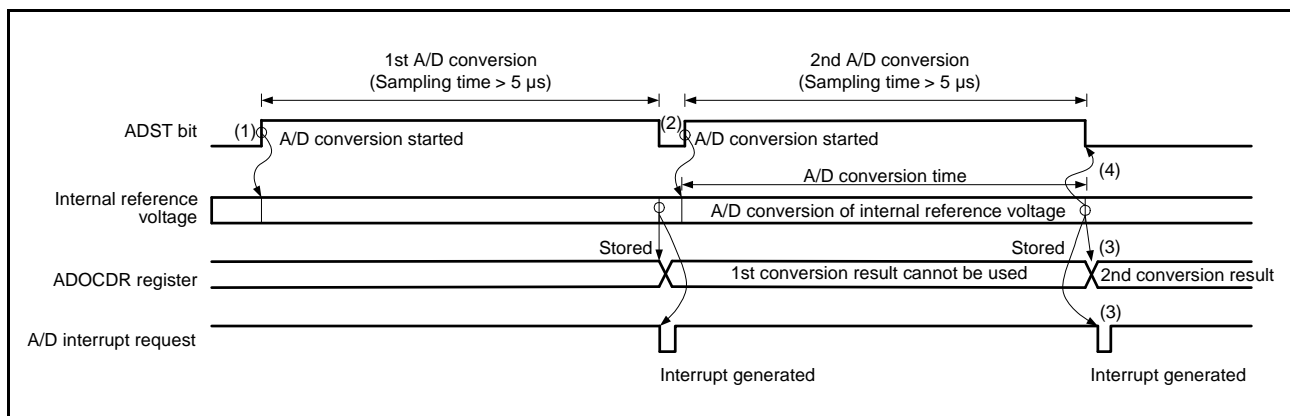 1st A/D conversion
(Sampling time > 5 µs)
2nd A/D conversion
(Sampling time > 5 µs)
ADST bit
(1)
A/D conversion started
(2)
A/D conversion started
(4)
A/D conversion time
Internal reference
voltage
A/D conversion of internal reference voltage
Stored
Stored
(3)
ADOCDR register
1st conversion result cannot be used
2nd conversion result
(3)
A/D interrupt request
Interrupt generated
Interrupt generated